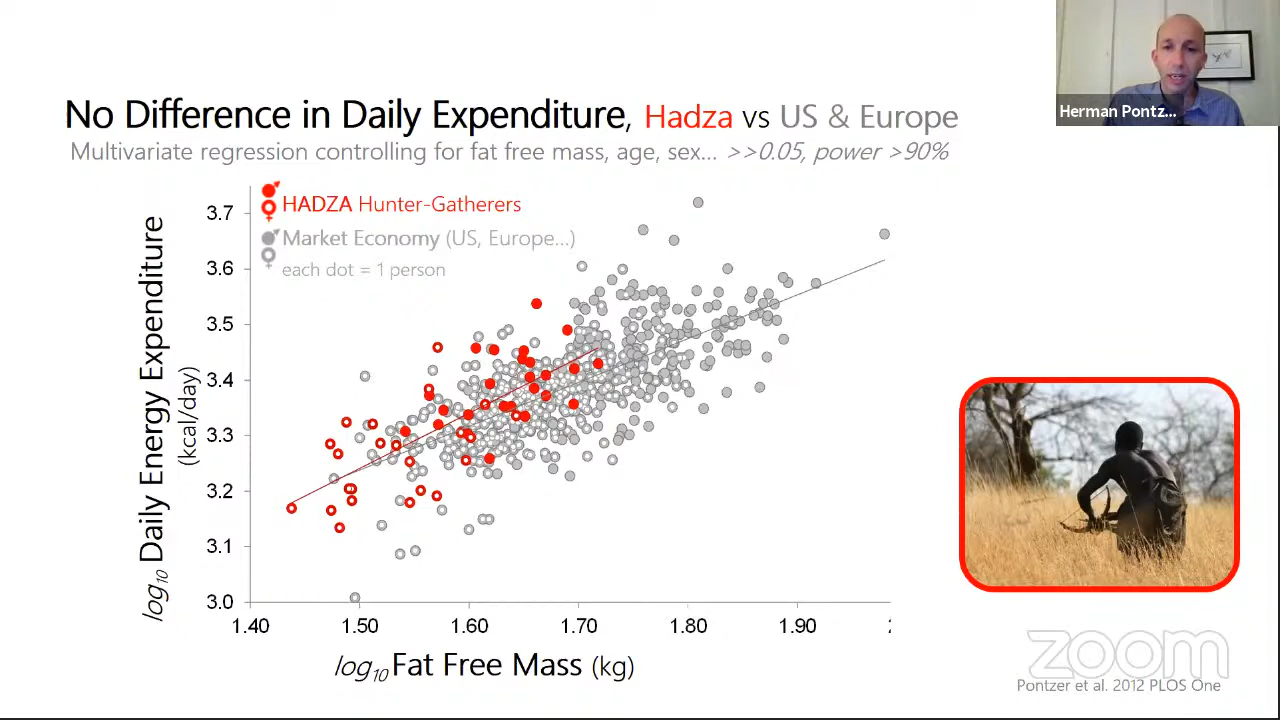 Herman Pontz...
No Difference in Daily Expenditure, Hadza vs US & Europe
Multivariate regression controlling for fat free mass, age, sex... >>0.05, power >90%
HADZA Hunter-Gatherers
Market Economy (US, Europe...)
each dot = 1 person
log10 Daily Energy Expenditure
(kcal/day)
3.7
3.6
3.5
3.4
3.3
3.2
3.1
3.0
1.40 1.50 1.60 1.70 1.80 1.90
log10 Fat Free Mass (kg)
zoom
Pontzer et al. 2012 PLOS One